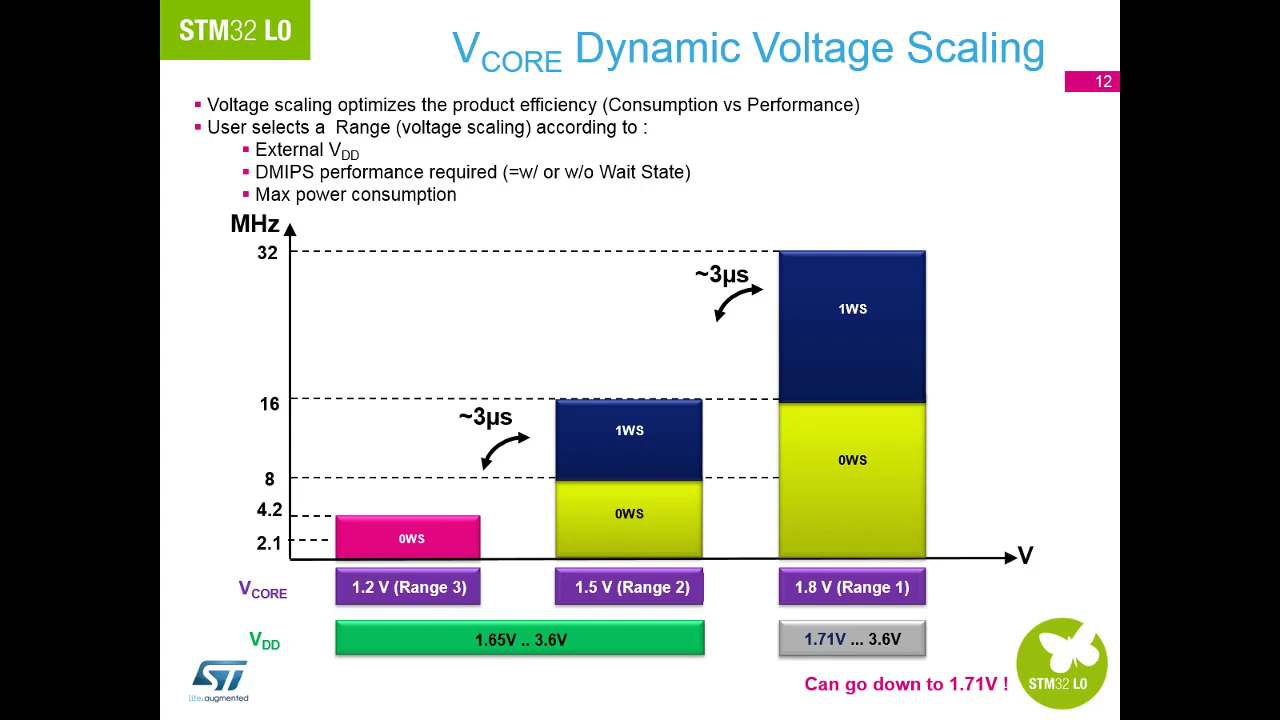 STM32 L0
VCORE Dynamic Voltage Scaling
12
Voltage scaling optimizes the product efficiency (Consumption vs Performance)
User selects a Range (voltage scaling) according to :
External VDD
DMIPS performance required (=w/ or w/o Wait State)
Max power consumption
MHz
32
~3µs
1WS
16
~3µs
1WS
0WS
8
4.2
0WS
0WS
2.1
V
VCORE
1.2 V (Range 3)
1.5 V (Range 2)
1.8 V (Range 1)
VDD
1.65V .. 3.6V
1.71V ... 3.6V
ST
life.augmented
Can go down to 1.71V !
STM32 L0